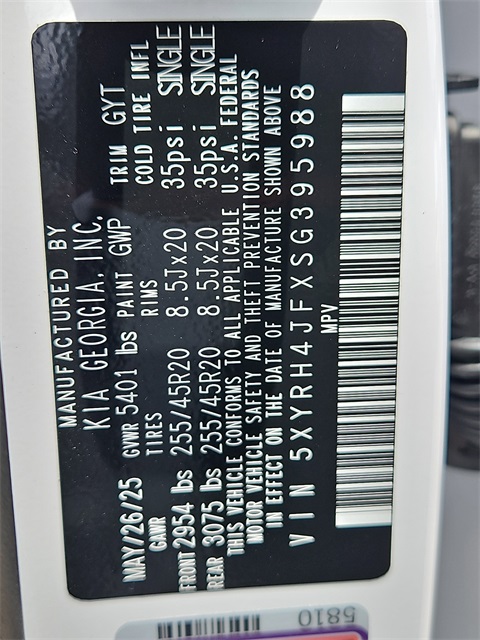 MANUFACTURED BY
KIA GEORGIA, INC.
MAY/26/25 GVWR 5401 lbs PAINT GWP TRIM GYT
GAWR TIRES RIMS COLD TIRE INFL
FRONT 2954 lbs 255/45R20 8.5Jx20 35psi SINGLE
REAR 3075 lbs 255/45R20 8.5Jx20 35psi SINGLE
THIS VEHICLE CONFORMS TO ALL APPLICABLE U.S.A. FEDERAL
MOTOR VEHICLE SAFETY AND THEFT PREVENTION STANDARDS
IN EFFECT ON THE DATE OF MANUFACTURE SHOWN ABOVE
VIN 5XYRH4JFXSG395988
MPV
5810